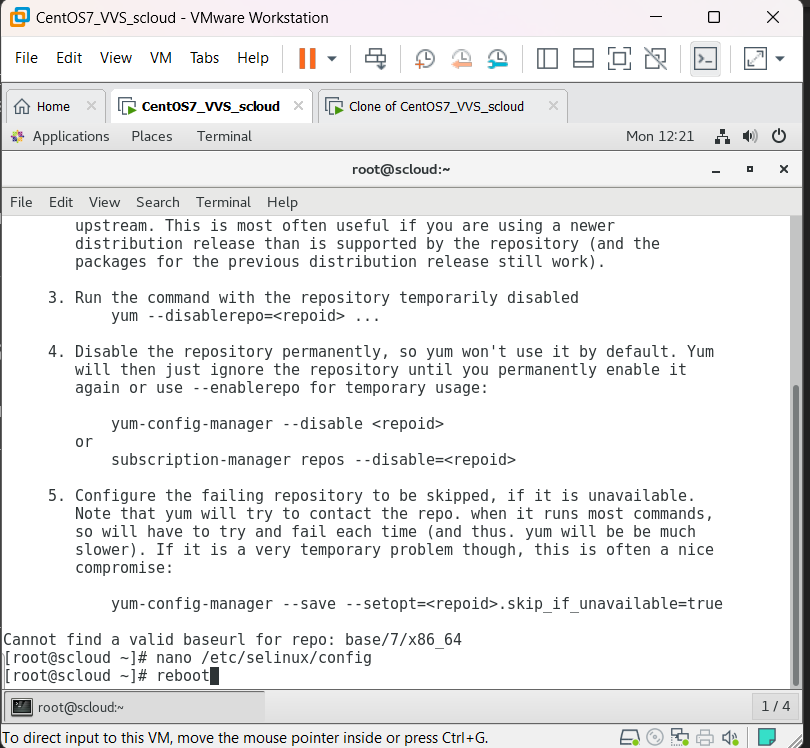 CentOS7_VVS_scloud - VMware Workstation
File Edit View VM Tabs Help
Home CentOS7_VVS_scloud Clone of CentOS7_VVS_scloud
Applications Places Terminal Mon 12:21
root@scloud:~
File Edit View Search Terminal Help
upstream. This is most often useful if you are using a newer
distribution release than is supported by the repository (and the
packages for the previous distribution release still work).
3. Run the command with the repository temporarily disabled
yum --disablerepo=<repoid> ...
4. Disable the repository permanently, so yum won't use it by default. Yum
will then just ignore the repository until you permanently enable it
again or use --enablerepo for temporary usage:
yum-config-manager --disable <repoid>
or
subscription-manager repos --disable=<repoid>
5. Configure the failing repository to be skipped, if it is unavailable.
Note that yum will try to contact the repo. when it runs most commands,
so will have to try and fail each time (and thus. yum will be be much
slower). If it is a very temporary problem though, this is often a nice
compromise:
yum-config-manager --save --setopt=<repoid>.skip_if_unavailable=true
Cannot find a valid baseurl for repo: base/7/x86_64
[root@scloud ~]# nano /etc/selinux/config
[root@scloud ~]# reboot
root@scloud:~ 1 / 4
To direct input to this VM, move the mouse pointer inside or press Ctrl+G.